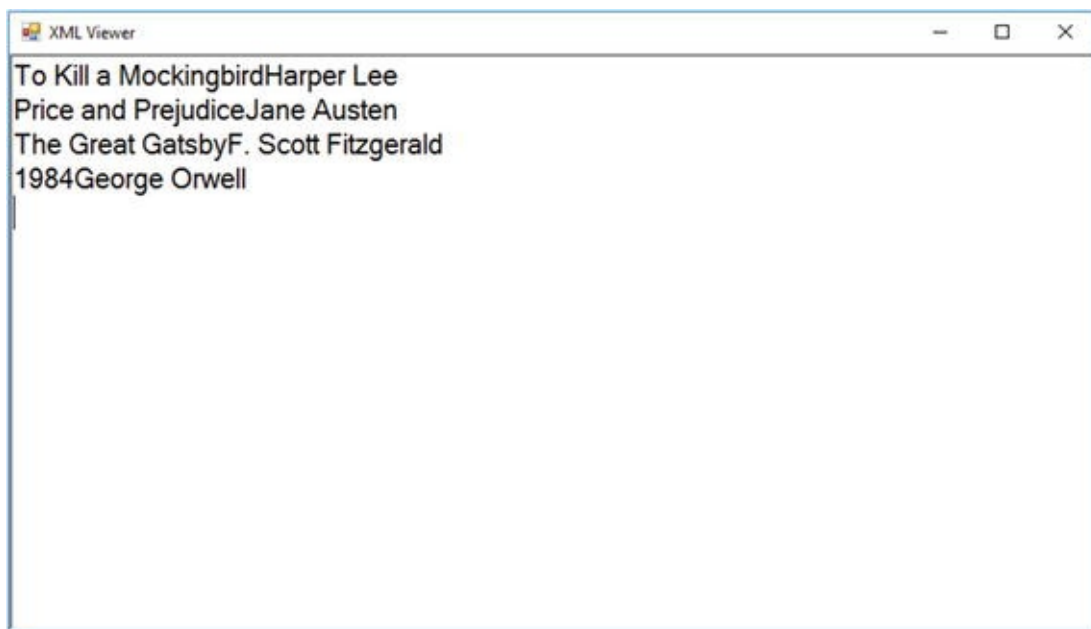 XML Viewer
To Kill a MockingbirdHarper Lee
Price and PrejudiceJane Austen
The Great GatsbyF. Scott Fitzgerald
1984George Orwell